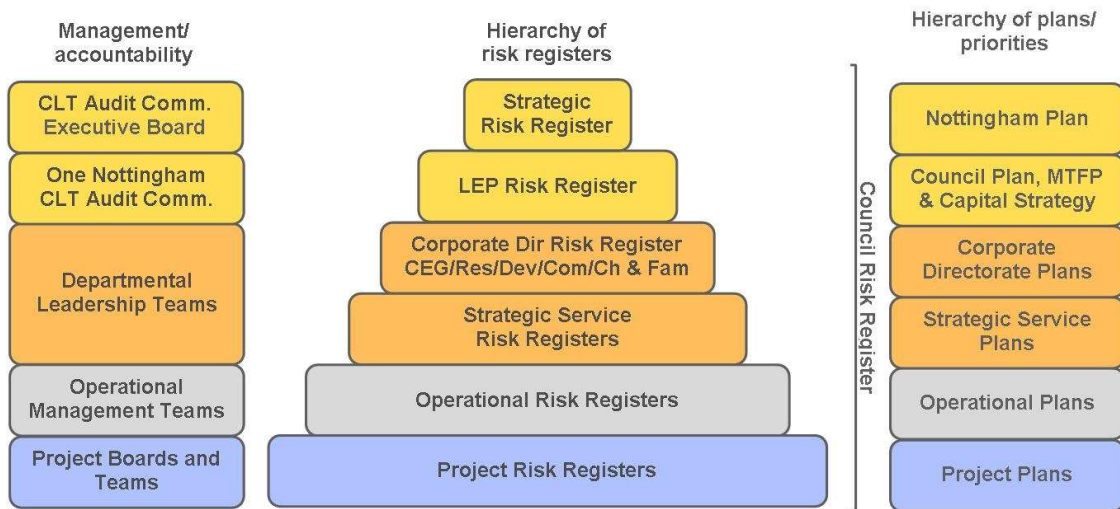 Management/
accountability
CLT Audit Comm.
Executive Board
One Nottingham
CLT Audit Comm.
Departmental
Leadership Teams
Operational
Management Teams
Project Boards and
Teams
Hierarchy of
risk registers
Strategic
Risk Register
LEP Risk Register
Corporate Dir Risk Register
CEG/Res/Dev/Com/Ch & Fam
Strategic Service
Risk Registers
Operational Risk Registers
Project Risk Registers
Council Risk Register
Hierarchy of plans/
priorities
Nottingham Plan
Council Plan, MTFP
& Capital Strategy
Corporate
Directorate Plans
Strategic Service
Plans
Operational Plans
Project Plans